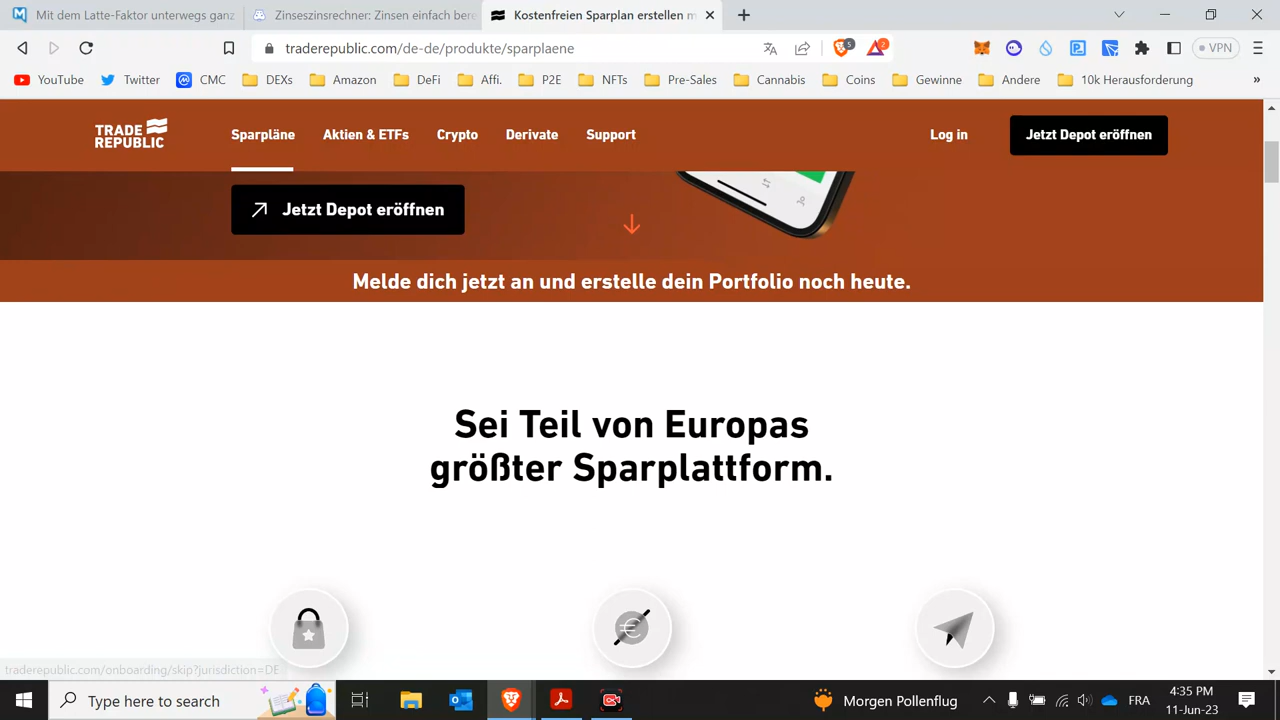 Mit dem Latte-Faktor unterwegs ganz
Zinseszinsrechner: Zinsen einfach bere
Kostenfreien Sparplan erstellen m
traderepublic.com/de-de/produkte/sparplaene
5
2
VPN
YouTube
Twitter
CMC
DEXs
Amazon
DeFi
Affi.
P2E
NFTs
Pre-Sales
Cannabis
Coins
Gewinne
Andere
10k Herausforderung
»
TRADE
REPUBLIC
Sparpläne
Aktien & ETFs
Crypto
Derivate
Support
Log in
Jetzt Depot eröffnen
Jetzt Depot eröffnen
Melde dich jetzt an und erstelle dein Portfolio noch heute.
Sei Teil von Europas
größter Sparplattform.
traderepublic.com/onboarding/skip?jurisdiction=DE
Type here to search
Morgen Pollenflug
FRA
4:35 PM
11-Jun-23